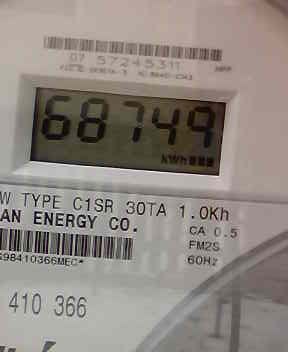 07 57245311
68749
kWh
W TYPE C1SR 30TA 1.0Kh
AN ENERGY CO.
CA 0.5
FM2S
60Hz
G98410366MEC*
410 366